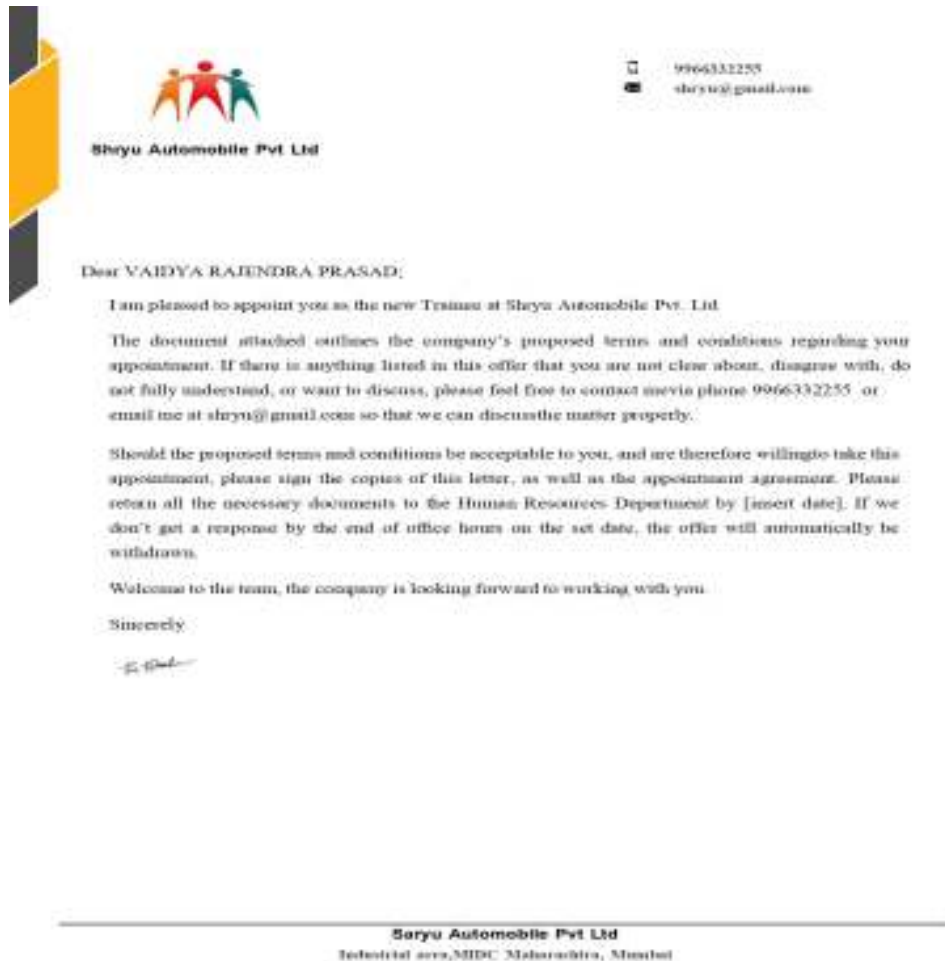 9966332255
shryu@gmail.com
Shryu Automobile Pvt Ltd
Dear VAIDYA RAJENDRA PRASAD;
I am pleased to appoint you as the new Trainee at Shryu Automobile Pvt. Ltd
The document attached outlines the company's proposed terms and conditions regarding your
appointment. If there is anything listed in this offer that you are not clear about, disagree with, do
not fully understand, or want to discuss, please feel free to contact mevia phone 9966332255 or
email me at shryu@gmail.com so that we can discussthe matter properly.
Should the proposed terms and conditions be acceptable to you, and are therefore willingto take this
appointment, please sign the copies of this letter, as well as the appointment agreement. Please
return all the necessary documents to the Human Resources Department by [insert date]. If we
don't get a response by the end of office hours on the set date, the offer will automatically be
withdrawn.
Welcome to the team, the company is looking forward to working with you
Sincerely
Saryu Automobile Pvt Ltd
Industrial area,MIDC Maharashtra, Mumbai